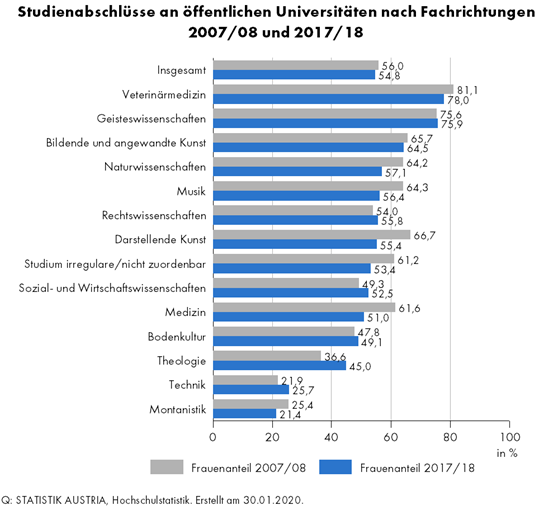 Studienabschlüsse an öffentlichen Universitäten nach Fachrichtungen
2007/08 und 2017/18
Insgesamt 56,0
54,8
Veterinärmedizin 81,1
78,0
Geisteswissenschaften 75,6
75,9
Bildende und angewandte Kunst 65,7
64,5
Naturwissenschaften 64,2
57,1
Musik 64,3
56,4
Rechtswissenschaften 54,0
55,8
Darstellende Kunst 66,7
55,4
Studium irregulare/nicht zuordenbar 61,2
53,4
Sozial- und Wirtschaftswissenschaften 49,3
52,5
Medizin 61,6
51,0
Bodenkultur 47,8
49,1
Theologie 36,6
45,0
Technik 21,9
25,7
Montanistik 25,4
21,4
0 20 40 60 80 100
in %
Frauenanteil 2007/08 Frauenanteil 2017/18
Q: STATISTIK AUSTRIA, Hochschulstatistik. Erstellt am 30.01.2020.